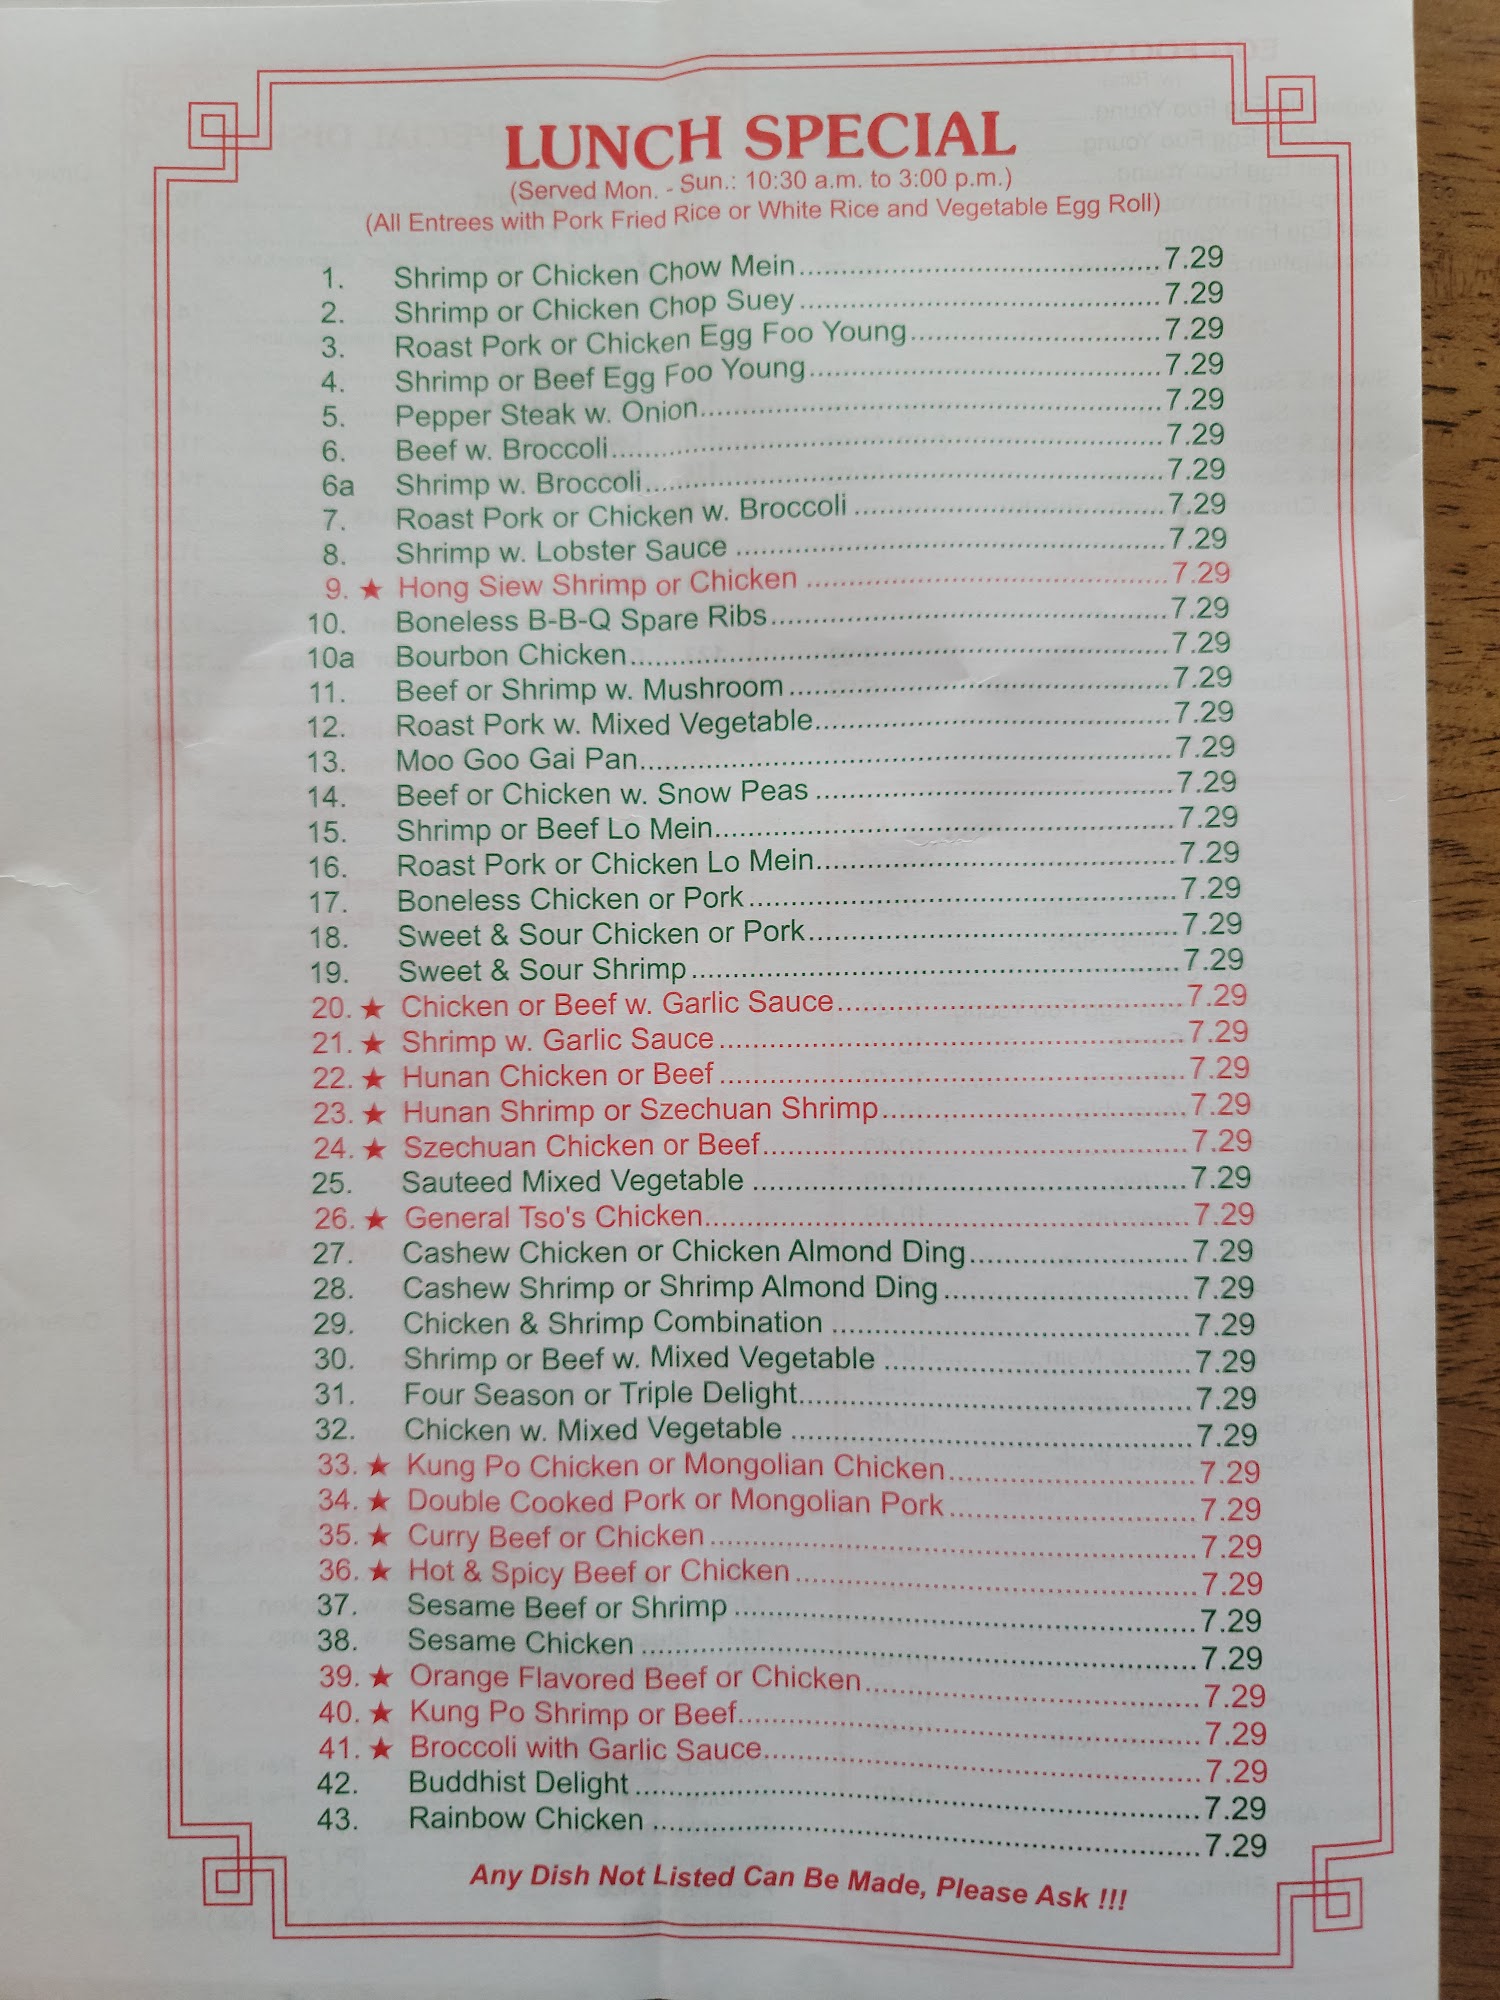 LUNCH SPECIAL
(Served Mon. - Sun.: 10:30 a.m. to 3:00 p.m.)
(All Entrees with Pork Fried Rice or White Rice and Vegetable Egg Roll)
1. Shrimp or Chicken Chow Mein 7.29
2. Shrimp or Chicken Chop Suey 7.29
3. Roast Pork or Chicken Egg Foo Young 7.29
4. Shrimp or Beef Egg Foo Young 7.29
5. Pepper Steak w. Onion 7.29
6. Beef w. Broccoli 7.29
6a Shrimp w. Broccoli 7.29
7. Roast Pork or Chicken w. Broccoli 7.29
8. Shrimp w. Lobster Sauce 7.29
9. ★ Hong Siew Shrimp or Chicken 7.29
10. Boneless B-B-Q Spare Ribs 7.29
10a Bourbon Chicken 7.29
11. Beef or Shrimp w. Mushroom 7.29
12. Roast Pork w. Mixed Vegetable 7.29
13. Moo Goo Gai Pan 7.29
14. Beef or Chicken w. Snow Peas 7.29
15. Shrimp or Beef Lo Mein 7.29
16. Roast Pork or Chicken Lo Mein 7.29
17. Boneless Chicken or Pork 7.29
18. Sweet & Sour Chicken or Pork 7.29
19. Sweet & Sour Shrimp 7.29
20. ★ Chicken or Beef w. Garlic Sauce 7.29
21. ★ Shrimp w. Garlic Sauce 7.29
22. ★ Hunan Chicken or Beef 7.29
23. ★ Hunan Shrimp or Szechuan Shrimp 7.29
24. ★ Szechuan Chicken or Beef 7.29
25. Sauteed Mixed Vegetable 7.29
26. ★ General Tso's Chicken 7.29
27. Cashew Chicken or Chicken Almond Ding 7.29
28. Cashew Shrimp or Shrimp Almond Ding 7.29
29. Chicken & Shrimp Combination 7.29
30. Shrimp or Beef w. Mixed Vegetable 7.29
31. Four Season or Triple Delight 7.29
32. Chicken w. Mixed Vegetable 7.29
33. ★ Kung Po Chicken or Mongolian Chicken 7.29
34. ★ Double Cooked Pork or Mongolian Pork 7.29
35. ★ Curry Beef or Chicken 7.29
36. ★ Hot & Spicy Beef or Chicken 7.29
37. Sesame Beef or Shrimp 7.29
38. Sesame Chicken 7.29
39. ★ Orange Flavored Beef or Chicken 7.29
40. ★ Kung Po Shrimp or Beef 7.29
41. ★ Broccoli with Garlic Sauce 7.29
42. Buddhist Delight 7.29
43. Rainbow Chicken 7.29
Any Dish Not Listed Can Be Made, Please Ask !!!